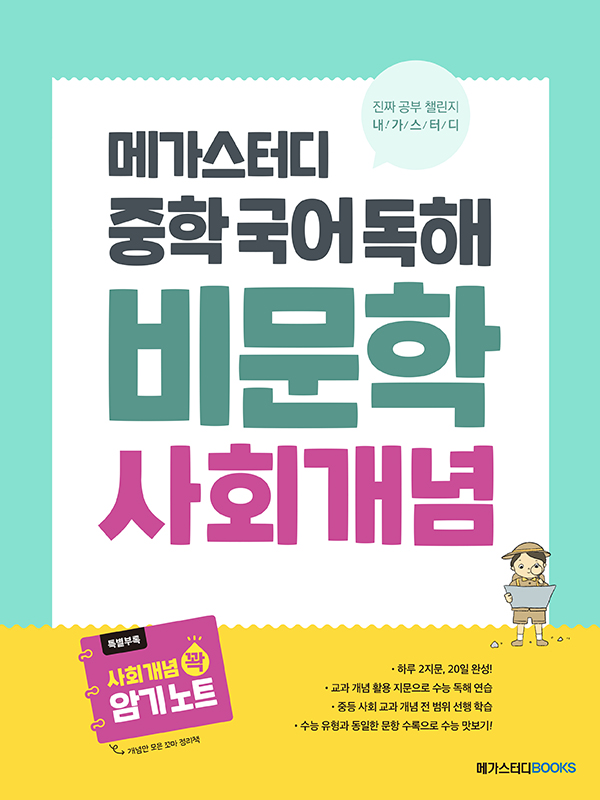 진짜 공부 챌린지
내!가/스/터/디
메가스터디
중학 국어 독해
비문학
사회개념
특별부록
사회개념 꽉
암기노트
개념만 모은 꼬마 정리책
• 하루 2지문, 20일 완성!
• 교과 개념 활용 지문으로 수능 독해 연습
• 중등 사회 교과 개념 전 범위 선행 학습
• 수능 유형과 동일한 문항 수록으로 수능 맛보기!
메가스터디BOOKS